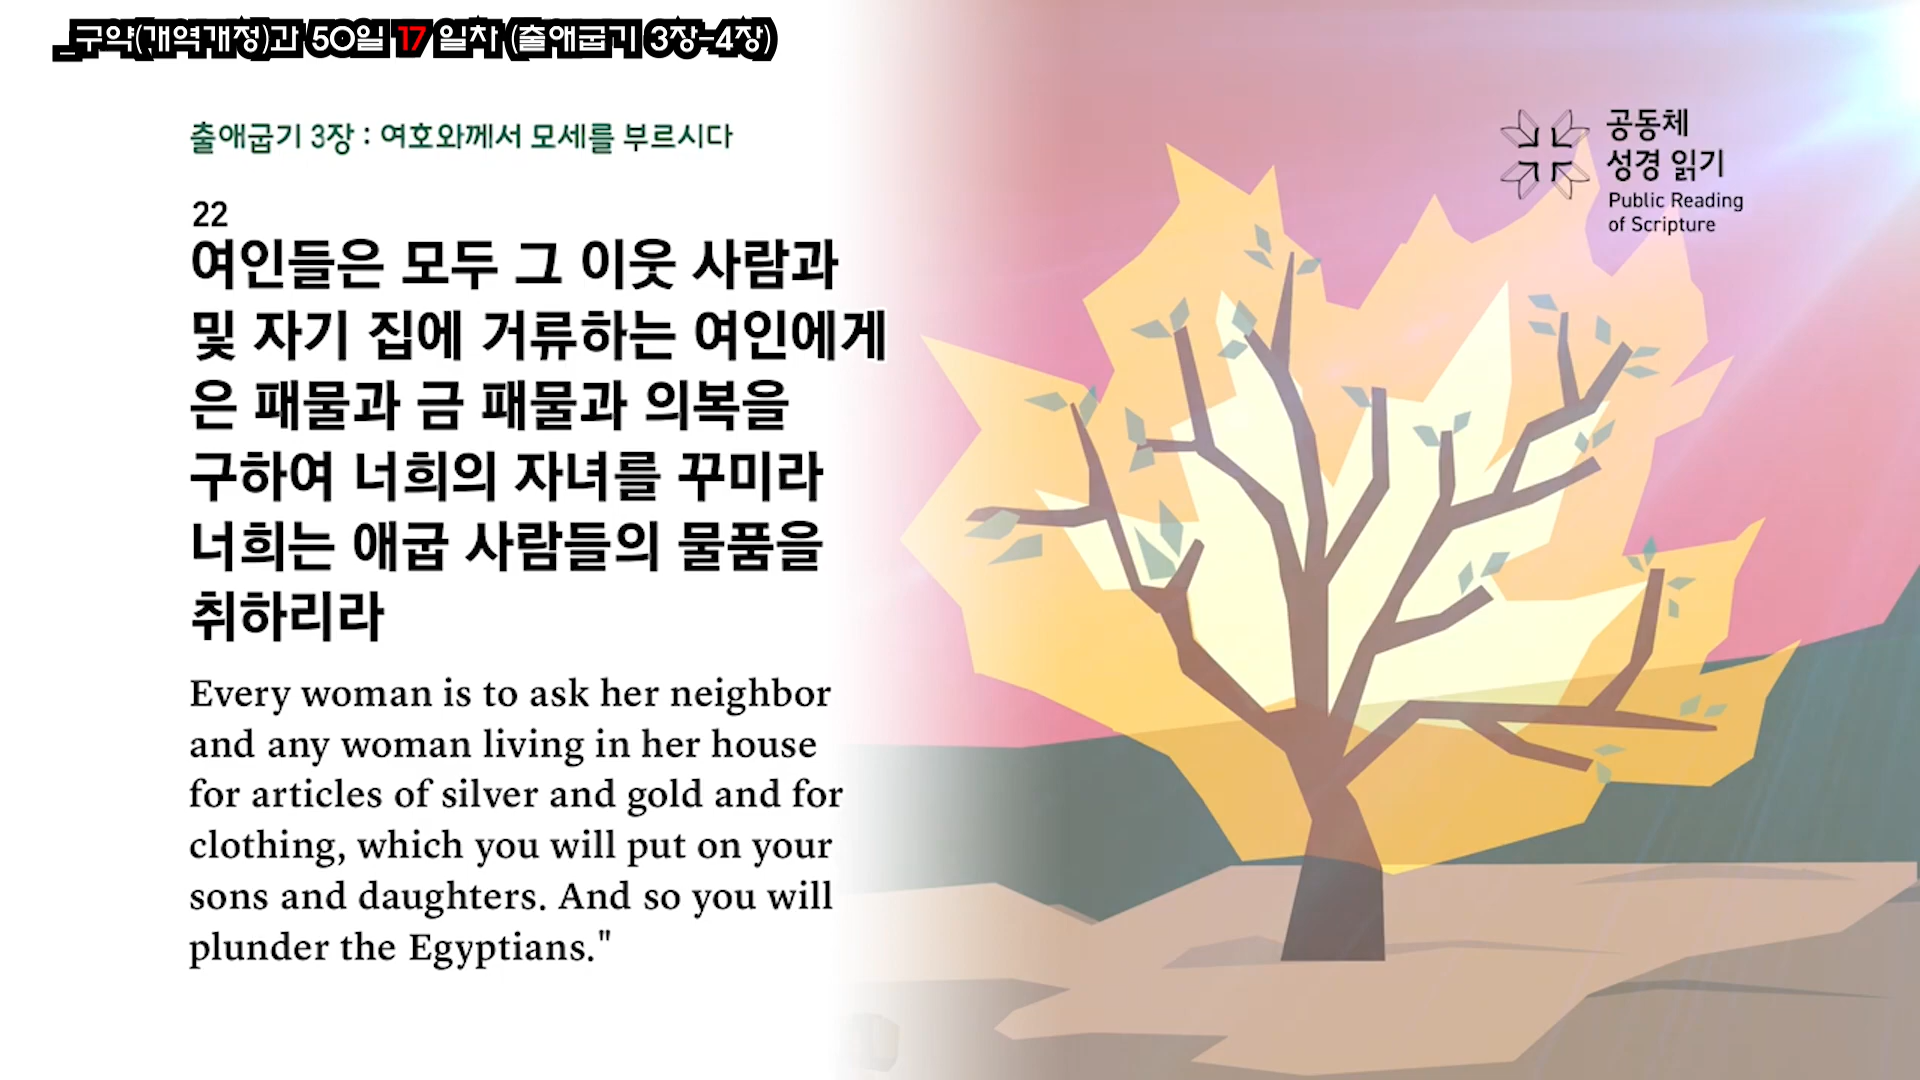 _구약(개역개정)과 50일 17 일차 (출애굽기 3장-4장)
출애굽기 3장 : 여호와께서 모세를 부르시다
공동체
성경 읽기
Public Reading
of Scripture
22
여인들은 모두 그 이웃 사람과
및 자기 집에 거류하는 여인에게
은 패물과 금 패물과 의복을
구하여 너희의 자녀를 꾸미라
너희는 애굽 사람들의 물품을
취하리라
Every woman is to ask her neighbor
and any woman living in her house
for articles of silver and gold and for
clothing, which you will put on your
sons and daughters. And so you will
plunder the Egyptians."